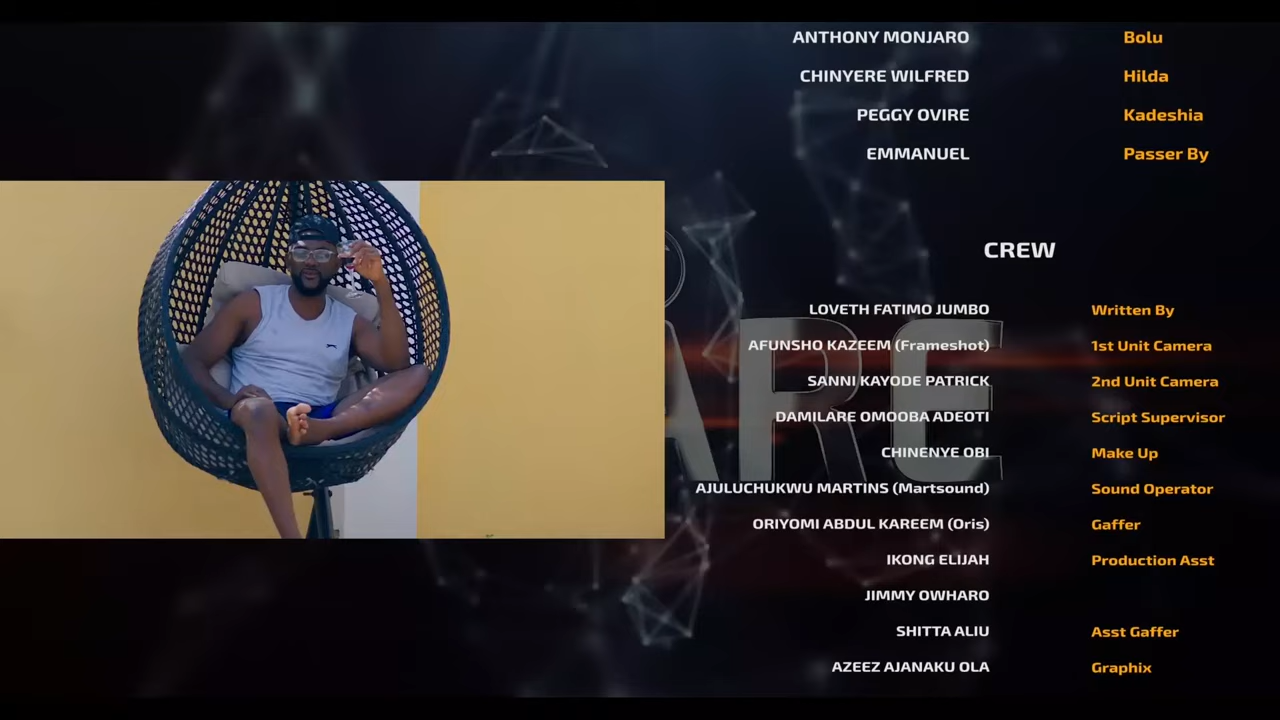 ANTHONY MONJARO Bolu
CHINYERE WILFRED Hilda
PEGGY OVIRE Kadeshia
EMMANUEL Passer By
CREW
LOVETH FATIMO JUMBO Written By
AFUNSHO KAZEEM (Frameshot) 1st Unit Camera
SANNI KAYODE PATRICK 2nd Unit Camera
DAMILARE OMOOBA ADEOTI Script Supervisor
CHINENYE OBI Make Up
AJULUCHUKWU MARTINS (Martsound) Sound Operator
ORIYOMI ABDUL KAREEM (Oris) Gaffer
IKONG ELIJAH Production Asst
JIMMY OWHARO
SHITTA ALIU Asst Gaffer
AZEEZ AJANAKU OLA Graphix